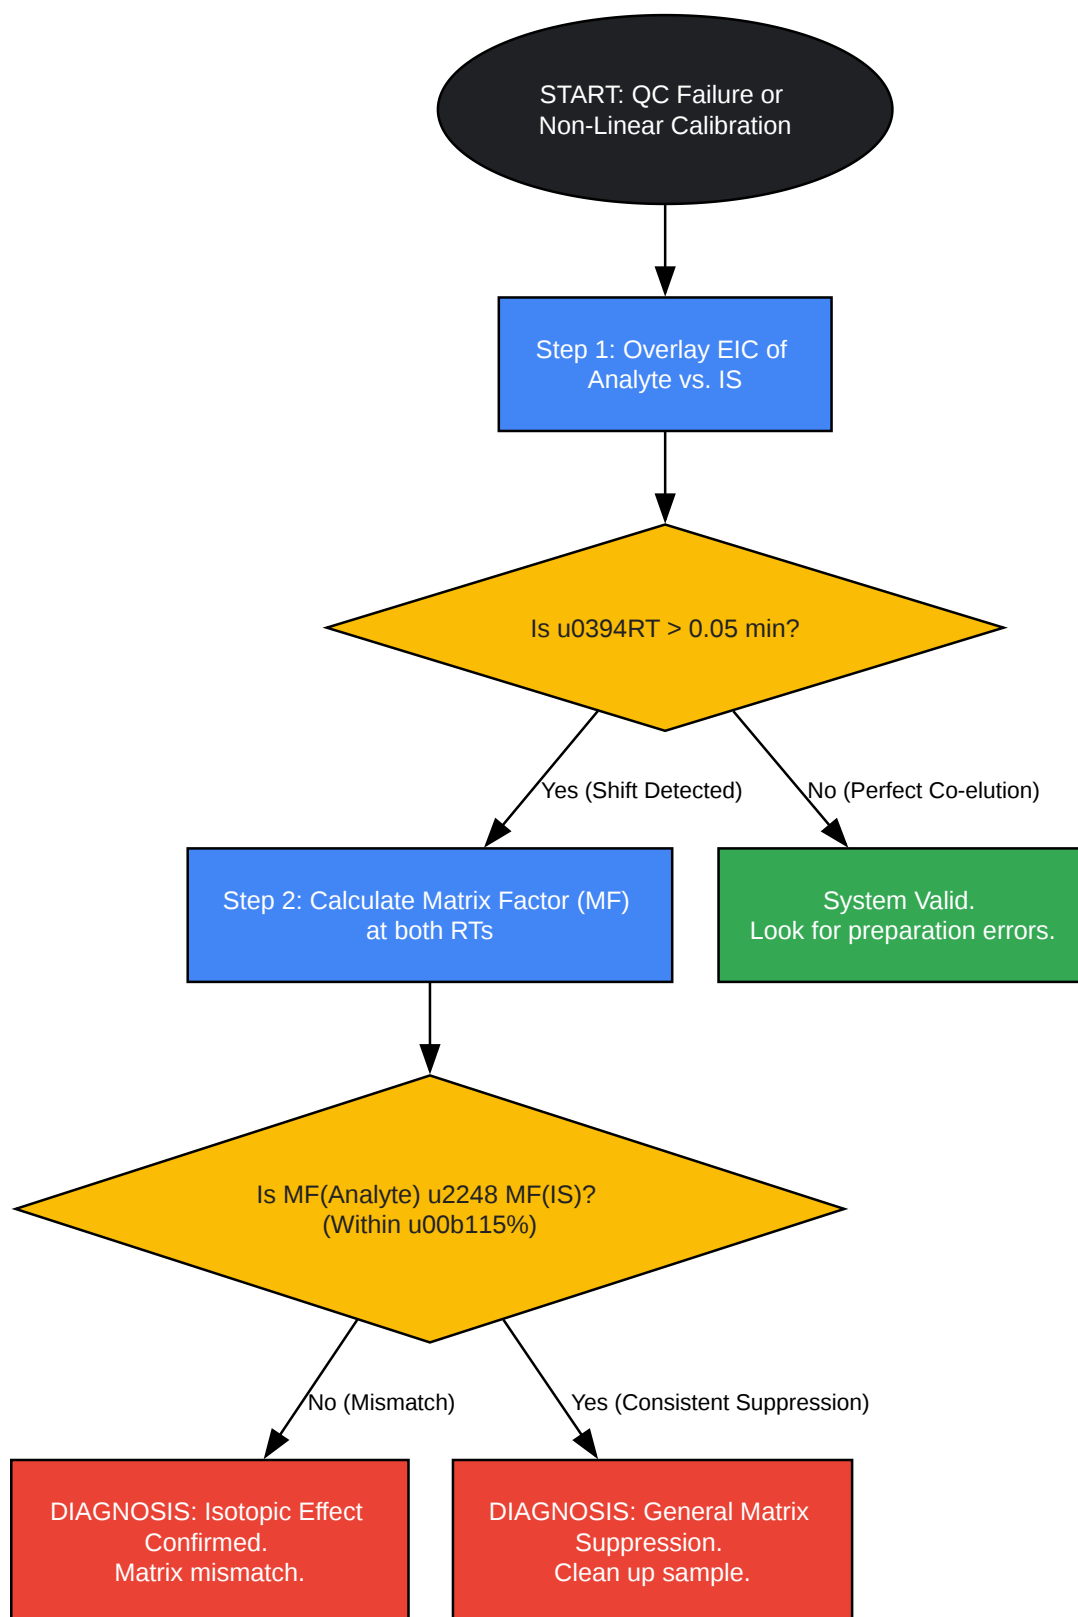 START: QC Failure or
Non-Linear Calibration
Step 1: Overlay EIC of
Analyte vs. IS
Is u0394RT > 0.05 min?
Yes (Shift Detected)
No (Perfect Co-elution)
Step 2: Calculate Matrix Factor (MF)
at both RTs
System Valid.
Look for preparation errors.
Is MF(Analyte) u2248 MF(IS)?
(Within u00b115%)
No (Mismatch)
Yes (Consistent Suppression)
DIAGNOSIS: Isotopic Effect
Confirmed.
Matrix mismatch.
DIAGNOSIS: General Matrix
Suppression.
Clean up sample.